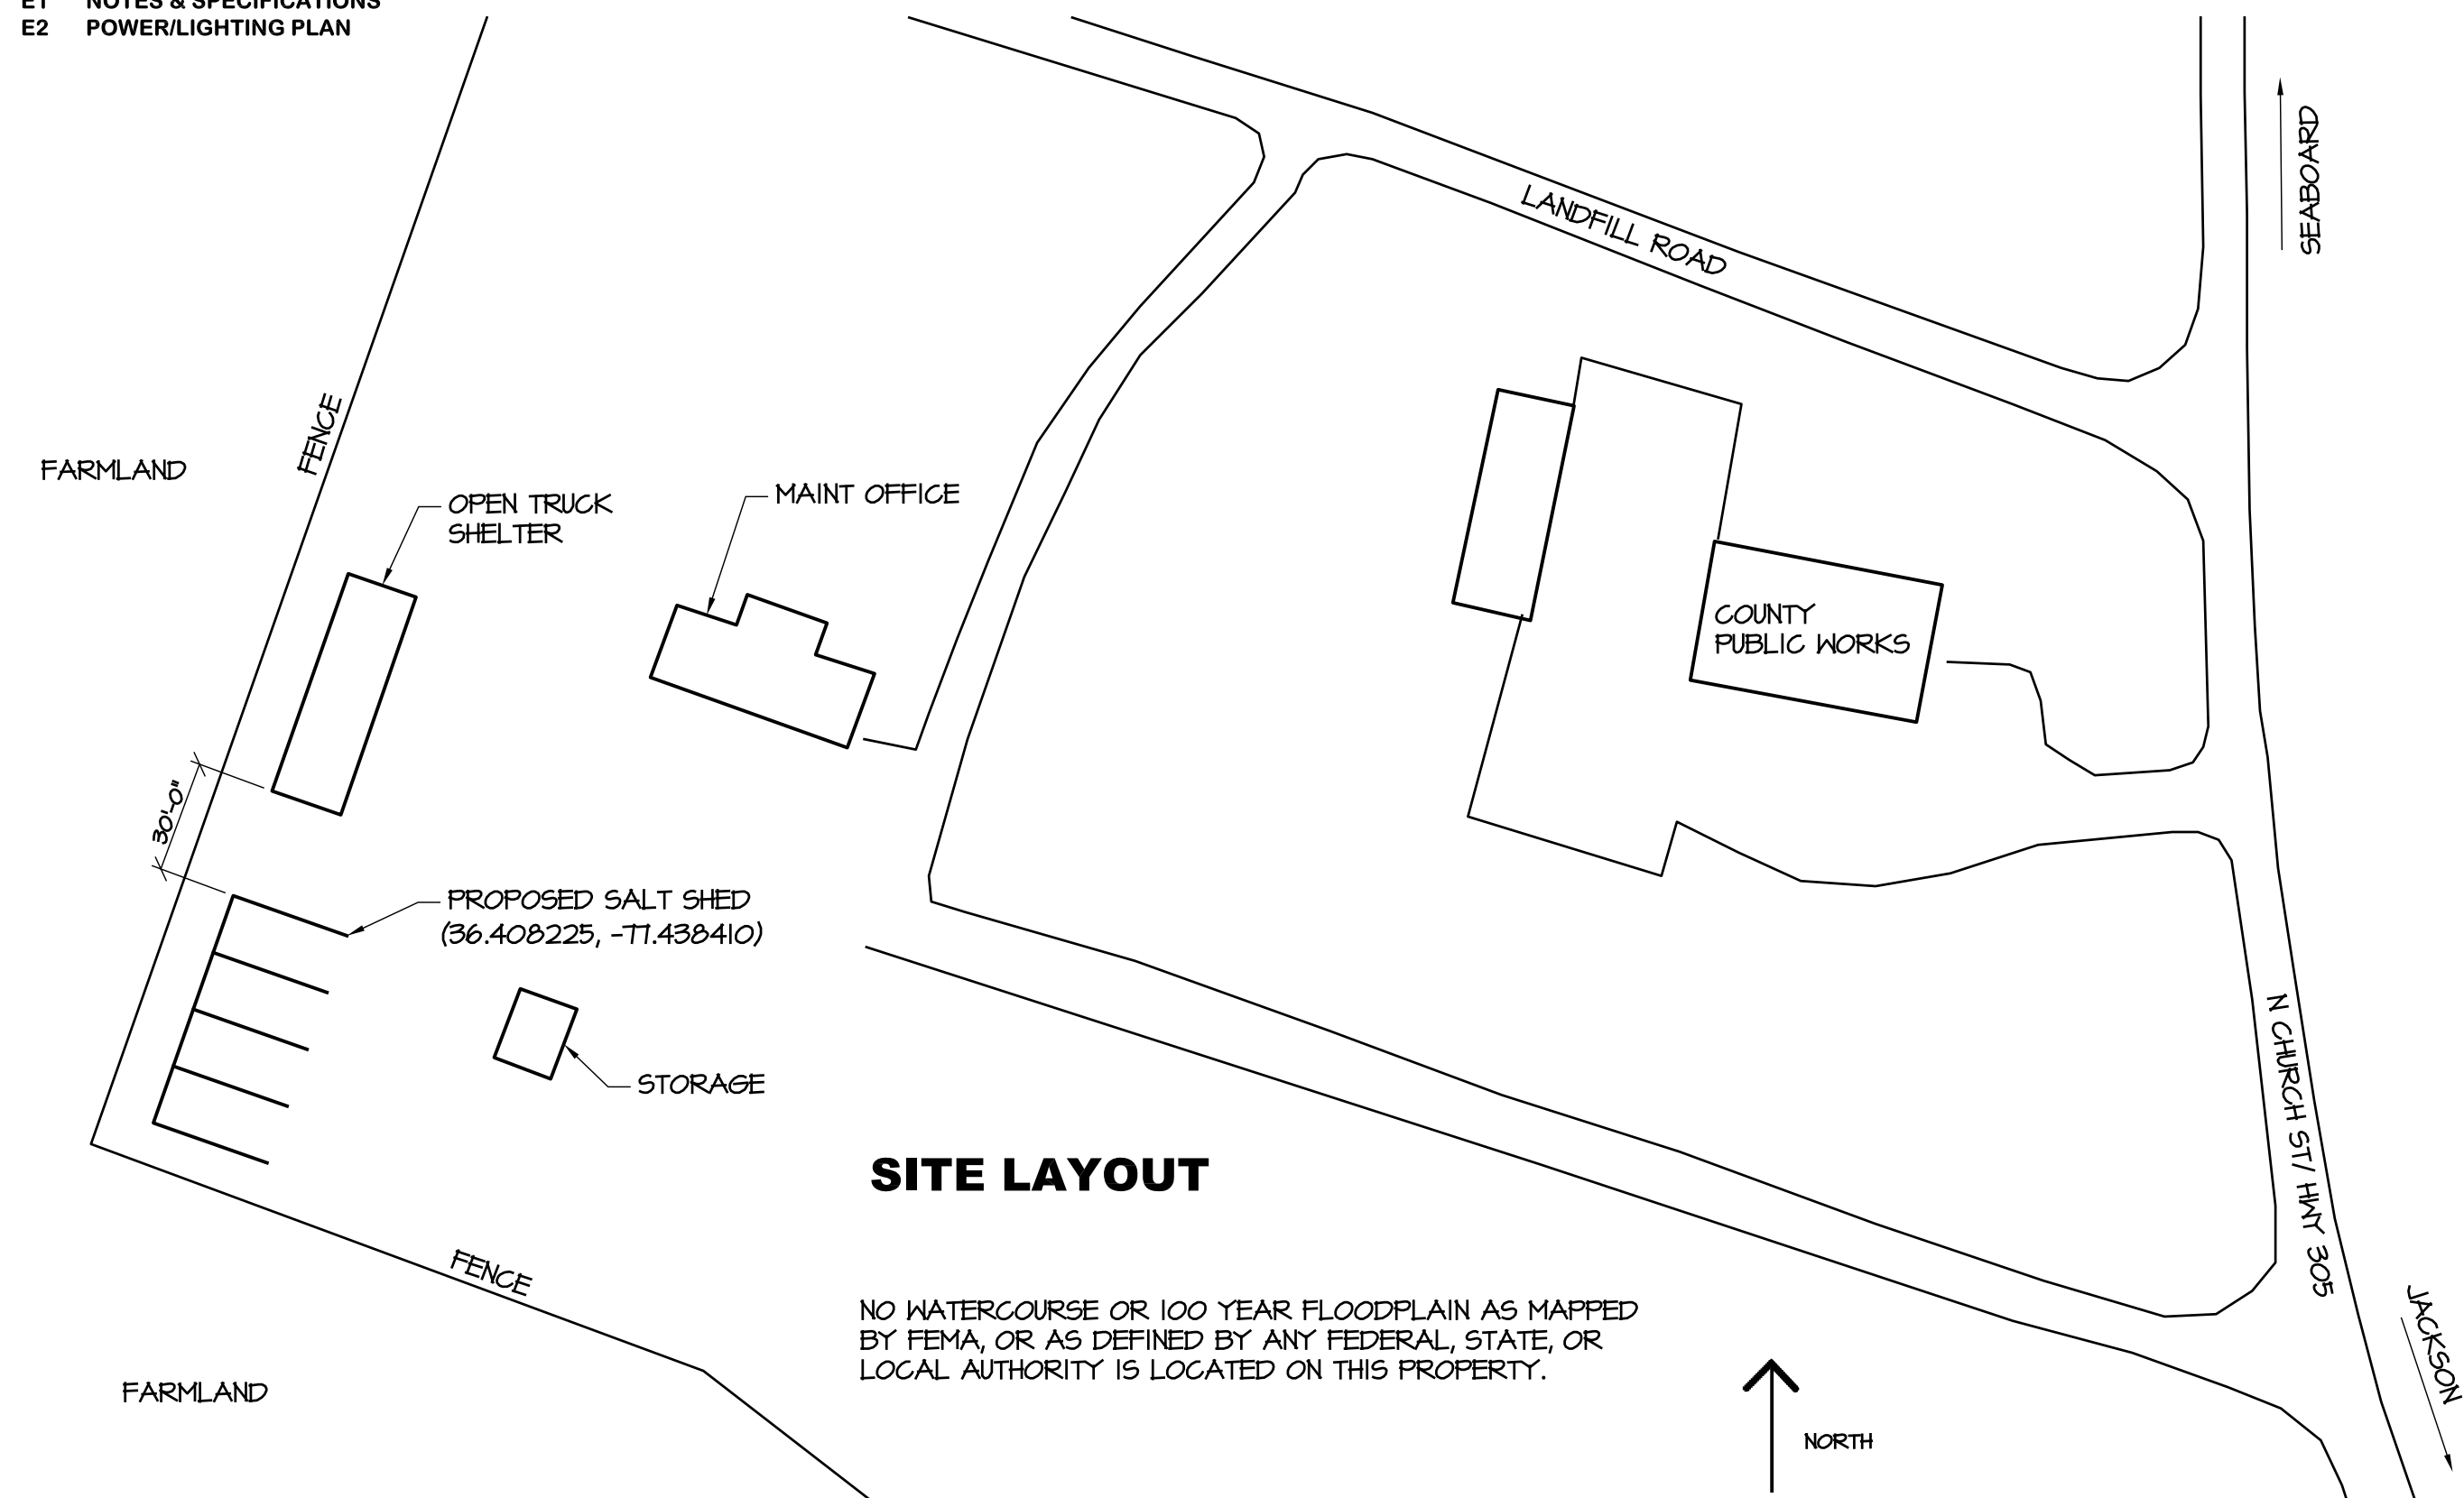 E1 NOTES & SPECIFICATIONS
E2 POWER/LIGHTING PLAN
SEABOARD
LANDFILL ROAD
FENCE
FARMLAND
OPEN TRUCK
SHELTER
MAINT OFFICE
COUNTY
PUBLIC WORKS
30'-0"
PROPOSED SALT SHED
(36.408225, -77.438410)
STORAGE
N CHURCH ST/ HWY 305
SITE LAYOUT
FENCE
NO WATERCOURSE OR 100 YEAR FLOODPLAIN AS MAPPED
BY FEMA, OR AS DEFINED BY ANY FEDERAL, STATE, OR
LOCAL AUTHORITY IS LOCATED ON THIS PROPERTY.
JACKSON
FARMLAND
NORTH